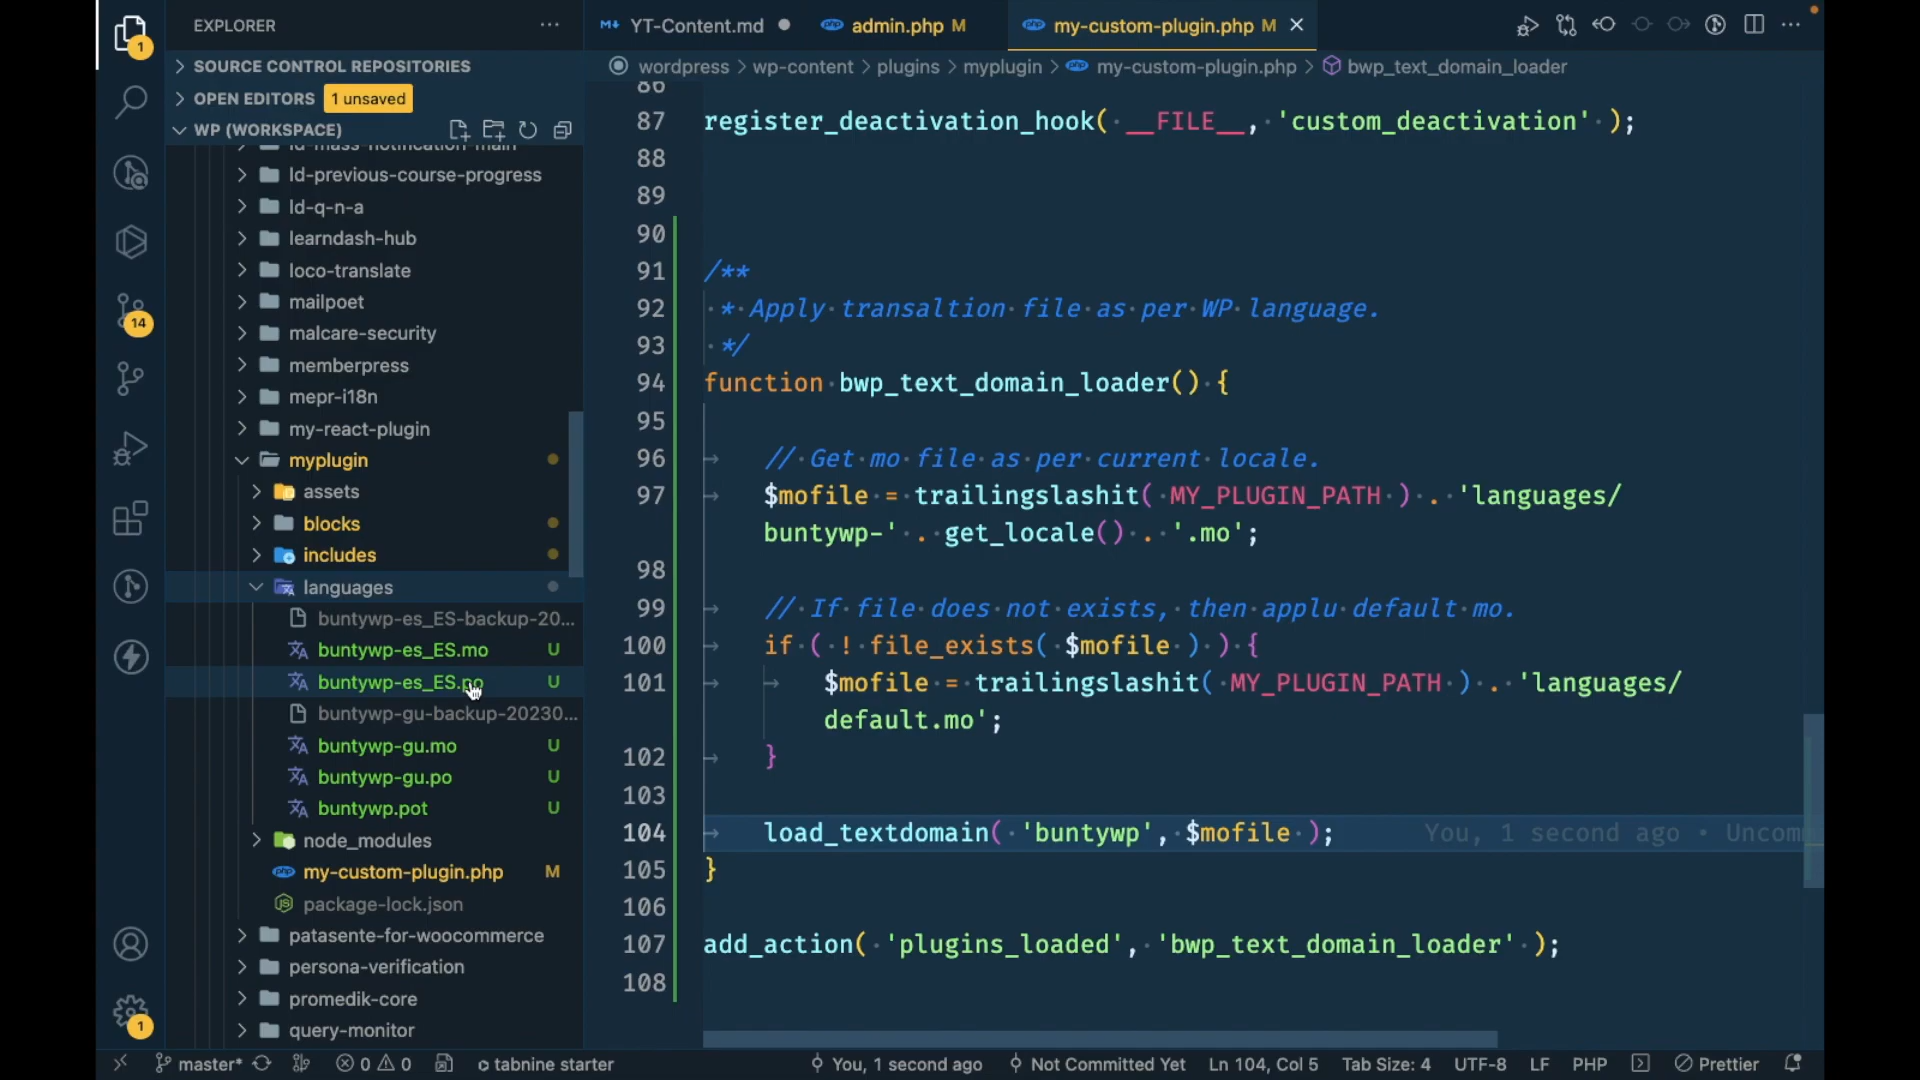 EXPLORER
SOURCE CONTROL REPOSITORIES
OPEN EDITORS 1 unsaved
WP (WORKSPACE)
ld-mass-notification-main
ld-previous-course-progress
ld-q-n-a
learndash-hub
loco-translate
mailpoet
malcare-security
memberpress
mepr-i18n
my-react-plugin
myplugin
assets
blocks
includes
languages
buntywp-es_ES-backup-20...
buntywp-es_ES.mo U
buntywp-es_ES.po U
buntywp-gu-backup-20230...
buntywp-gu.mo U
buntywp-gu.po U
buntywp.pot U
node_modules
my-custom-plugin.php M
package-lock.json
patasente-for-woocommerce
persona-verification
promedik-core
query-monitor
1
14
1
YT-Content.md
admin.php M
my-custom-plugin.php M
wordpress > wp-content > plugins > myplugin > my-custom-plugin.php > bwp_text_domain_loader
86
87 register_deactivation_hook( __FILE__, 'custom_deactivation' );
88
89
90
91 /**
92 * Apply transaltion file as per WP language.
93 */
94 function bwp_text_domain_loader() {
95
96 // Get mo file as per current locale.
97 $mofile = trailingslashit( MY_PLUGIN_PATH ) . 'languages/
buntywp-' . get_locale() . '.mo';
98
99 // If file does not exists, then applu default mo.
100 if ( ! file_exists( $mofile ) ) {
101 $mofile = trailingslashit( MY_PLUGIN_PATH ) . 'languages/
default.mo';
102 }
103
104 load_textdomain( 'buntywp', $mofile ); You, 1 second ago • Uncomm
105 }
106
107 add_action( 'plugins_loaded', 'bwp_text_domain_loader' );
108
master* 0 0 tabnine starter You, 1 second ago Not Committed Yet Ln 104, Col 5 Tab Size: 4 UTF-8 LF PHP Prettier